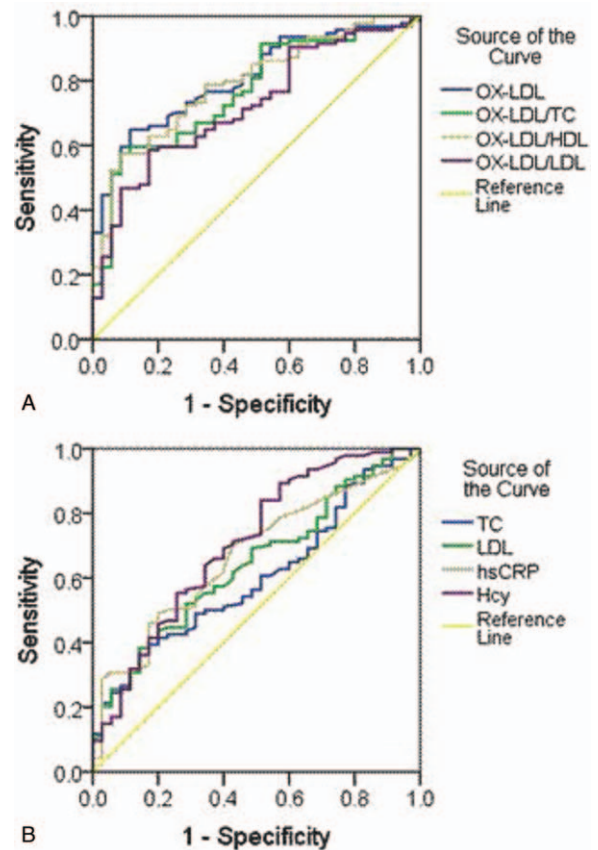 1.0
0.8
0.6
0.4
0.2
0.0
Sensitivity
0.0 0.2 0.4 0.6 0.8 1.0
1 - Specificity
A
Source of the
Curve
OX-LDL
OX-LDL/TC
OX-LDL/HDL
OX-LDL/LDL
Reference
Line
1.0
0.8
0.6
0.4
0.2
0.0
Sensitivity
0.0 0.2 0.4 0.6 0.8 1.0
1 - Specificity
B
Source of
the Curve
TC
LDL
hsCRP
Hcy
Reference
Line